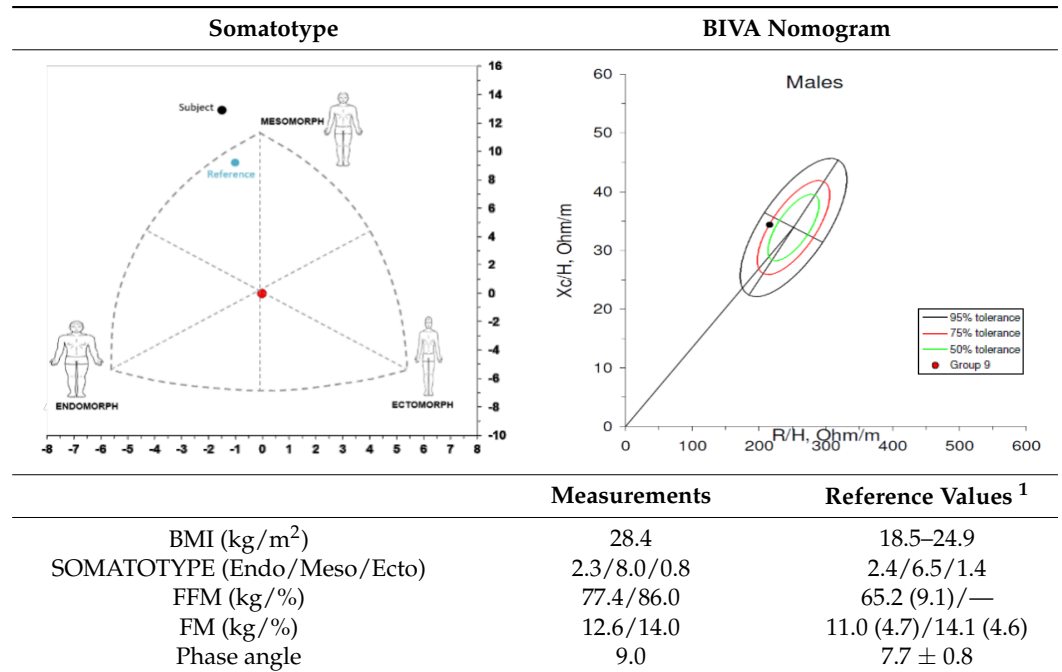 Somatotype BIVA Nomogram
16
14
12
10
8
6
4
2
0
-2
-4
-6
-8
-10
-8 -7 -6 -5 -4 -3 -2 -1 0 1 2 3 4 5 6 7 8
Subject
MESOMORPH
Reference
ENDOMORPH
ECTOMORPH
Males
Xc/H, Ohm/m
60
50
40
30
20
10
0
0 100 200 300 400 500 600
R/H, Ohm/m
95% tolerance
75% tolerance
50% tolerance
Group 9
Measurements Reference Values 1
BMI (kg/m2) 28.4 18.5–24.9
SOMATOTYPE (Endo/Meso/Ecto) 2.3/8.0/0.8 2.4/6.5/1.4
FFM (kg/%) 77.4/86.0 65.2 (9.1)/—
FM (kg/%) 12.6/14.0 11.0 (4.7)/14.1 (4.6)
Phase angle 9.0 7.7 ± 0.8